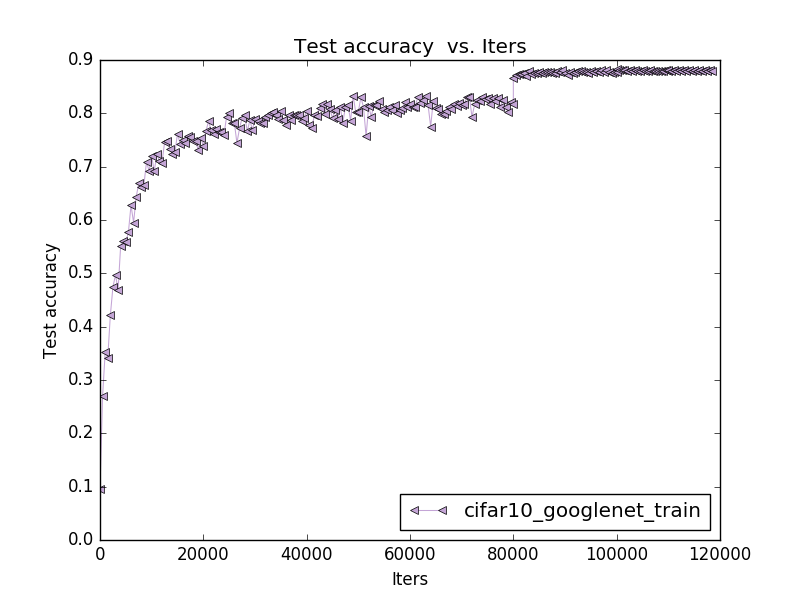 Test accuracy  vs. Iters
0.9
0.8
0.7
0.6
0.5
0.4
0.3
0.2
0.1
0.0
Test accuracy
cifar10_googlenet_train
0 20000 40000 60000 80000 100000 120000
Iters